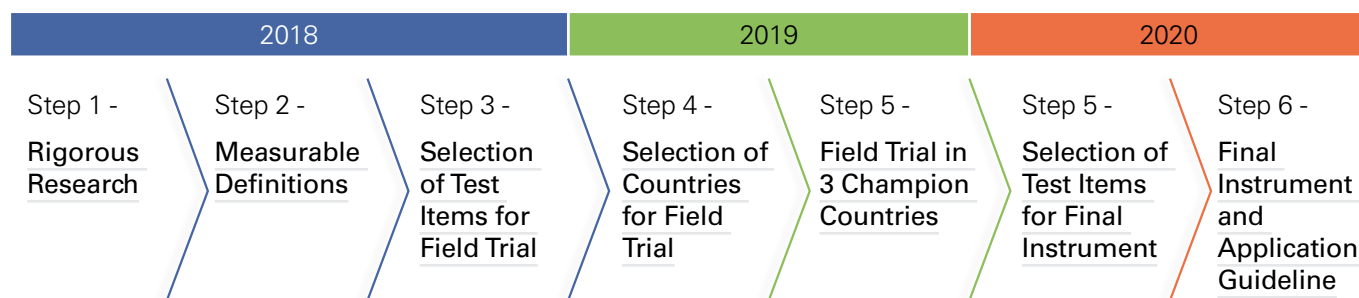 2018
2019
2020
Step 1 -
Rigorous
Research
Step 2 -
Measurable
Definitions
Step 3 -
Selection
of Test
Items for
Field Trial
Step 4 -
Selection of
Countries
for Field
Trial
Step 5 -
Field Trial in
3 Champion
Countries
Step 5 -
Selection of
Test Items
for Final
Instrument
Step 6 -
Final
Instrument
and
Application
Guideline